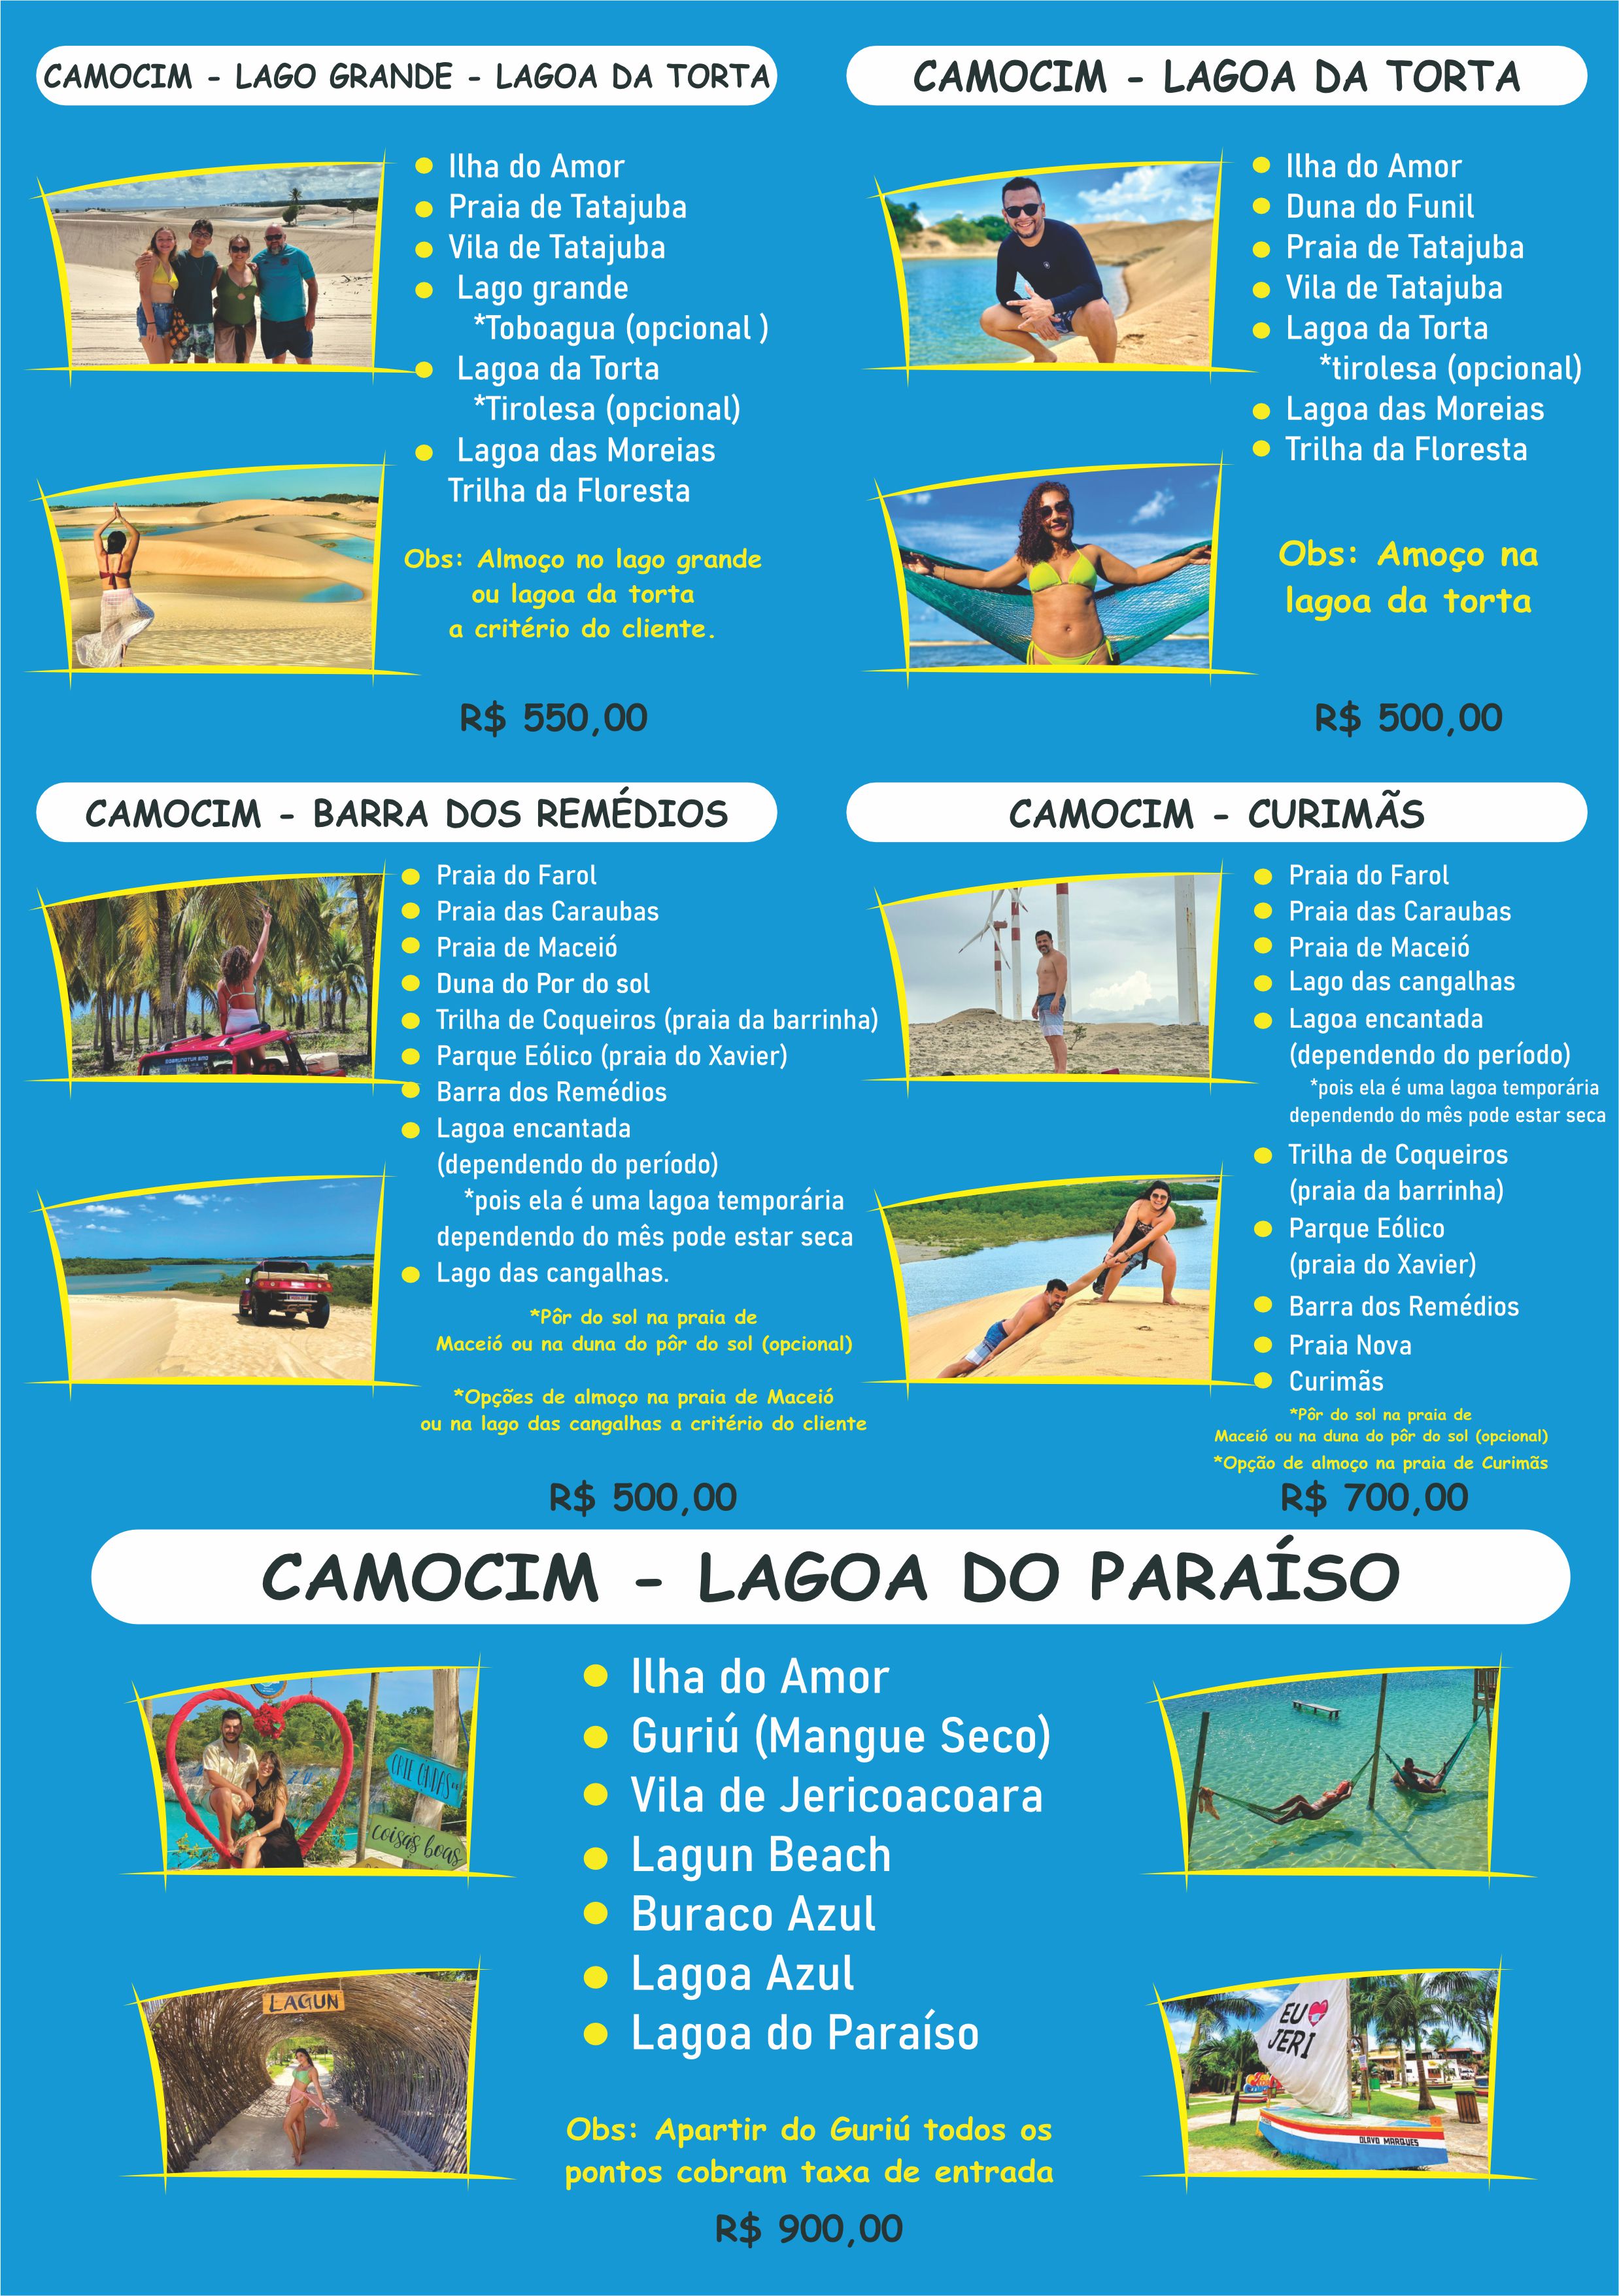 CAMOCIM - LAGO GRANDE - LAGOA DA TORTA
Ilha do Amor
Praia de Tatajuba
Vila de Tatajuba
Lago grande
*Toboagua (opcional )
Lagoa da Torta
*Tirolesa (opcional)
Lagoa das Moreias
Trilha da Floresta
Obs: Almoço no lago grande
ou lagoa da torta
a critério do cliente.
R$ 550,00
CAMOCIM - LAGOA DA TORTA
Ilha do Amor
Duna do Funil
Praia de Tatajuba
Vila de Tatajuba
Lagoa da Torta
*tirolesa (opcional)
Lagoa das Moreias
Trilha da Floresta
Obs: Amoço na
lagoa da torta
R$ 500,00
CAMOCIM - BARRA DOS REMÉDIOS
Praia do Farol
Praia das Caraubas
Praia de Maceió
Duna do Por do sol
Trilha de Coqueiros (praia da barrinha)
Parque Eólico (praia do Xavier)
Barra dos Remédios
Lagoa encantada
(dependendo do período)
*pois ela é uma lagoa temporária
dependendo do mês pode estar seca
Lago das cangalhas.
*Pôr do sol na praia de
Maceió ou na duna do pôr do sol (opcional)
*Opções de almoço na praia de Maceió
ou na lago das cangalhas a critério do cliente
R$ 500,00
CAMOCIM - CURIMÃS
Praia do Farol
Praia das Caraubas
Praia de Maceió
Lago das cangalhas
Lagoa encantada
(dependendo do período)
*pois ela é uma lagoa temporária
dependendo do mês pode estar seca
Trilha de Coqueiros
(praia da barrinha)
Parque Eólico
(praia do Xavier)
Barra dos Remédios
Praia Nova
Curimãs
*Pôr do sol na praia de
Maceió ou na duna do pôr do sol (opcional)
*Opção de almoço na praia de Curimãs
R$ 700,00
CAMOCIM - LAGOA DO PARAÍSO
CRIE ONDAS
COISAS BOAS
LAGUN
Ilha do Amor
Guriú (Mangue Seco)
Vila de Jericoacoara
Lagun Beach
Buraco Azul
Lagoa Azul
Lagoa do Paraíso
Obs: Apartir do Guriú todos os
pontos cobram taxa de entrada
R$ 900,00
EU
JERI
OLAVO MARQUES